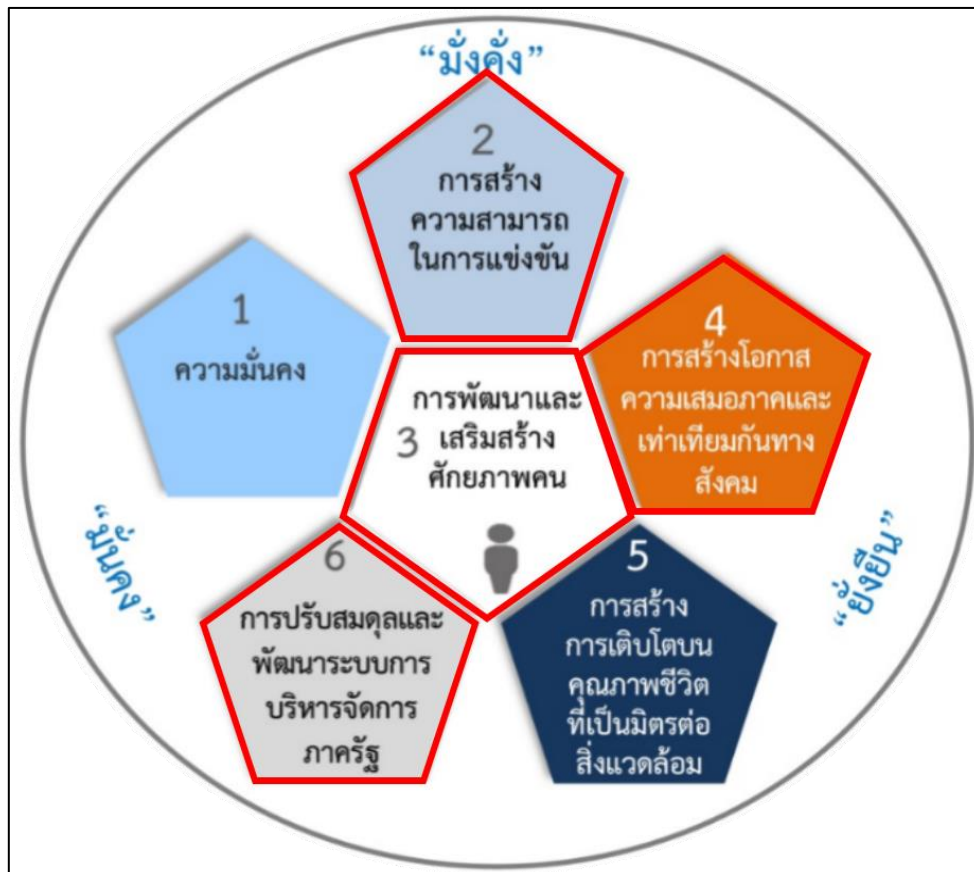 “มั่งคั่ง”
2
การสร้าง
ความสามารถ
ในการแข่งขัน
1
ความมั่นคง
4
การสร้างโอกาส
ความเสมอภาคและ
เท่าเทียมกันทาง
สังคม
การพัฒนาและ
3 เสริมสร้าง
ศักยภาพคน
“มั่นคง”
“ยั่งยืน”
6
การปรับสมดุลและ
พัฒนาระบบการ
บริหารจัดการ
ภาครัฐ
5
การสร้าง
การเติบโตบน
คุณภาพชีวิต
ที่เป็นมิตรต่อ
สิ่งแวดล้อม